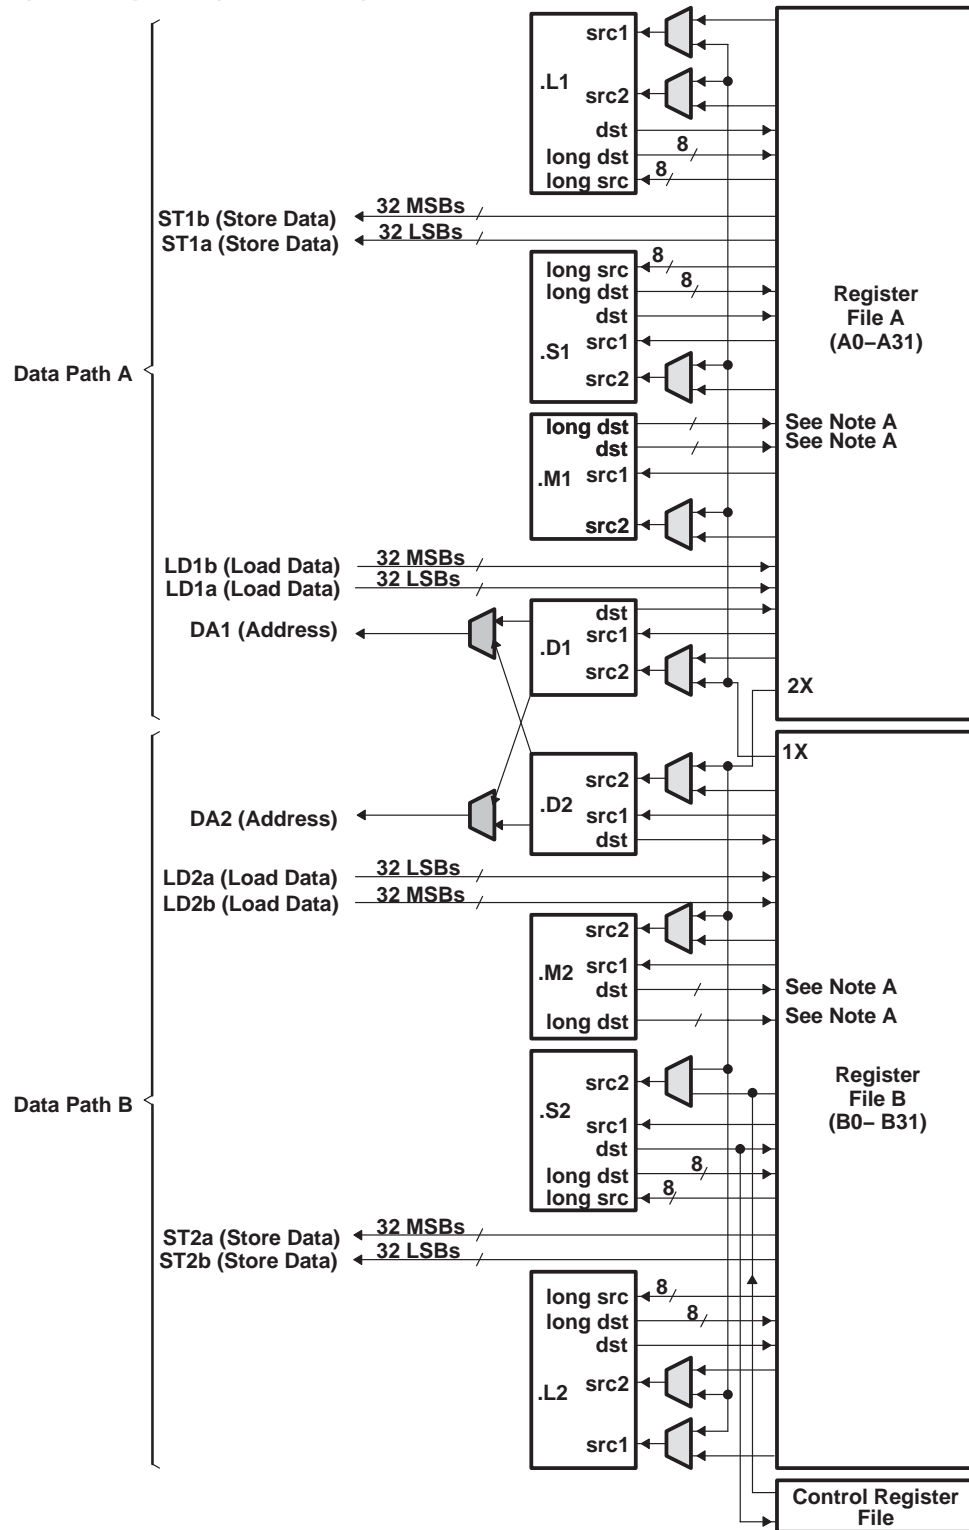 src1
.L1
src2
dst
long dst
8
long src
8
ST1b (Store Data)
32 MSBs
ST1a (Store Data)
32 LSBs
long src
8
long dst
8
dst
.S1
src1
src2
Register
File A
(A0–A31)
Data Path A
long dst
See Note A
dst
See Note A
.M1
src1
src2
LD1b (Load Data)
32 MSBs
LD1a (Load Data)
32 LSBs
DA1 (Address)
dst
src1
.D1
src2
2X
1X
src2
.D2
src1
DA2 (Address)
dst
LD2a (Load Data)
32 LSBs
LD2b (Load Data)
32 MSBs
src2
src1
.M2
dst
See Note A
long dst
See Note A
src2
.S2
src1
dst
long dst
8
long src
8
Register
File B
(B0– B31)
Data Path B
ST2a (Store Data)
32 MSBs
ST2b (Store Data)
32 LSBs
long src
8
long dst
8
dst
.L2
src2
src1
Control Register
File